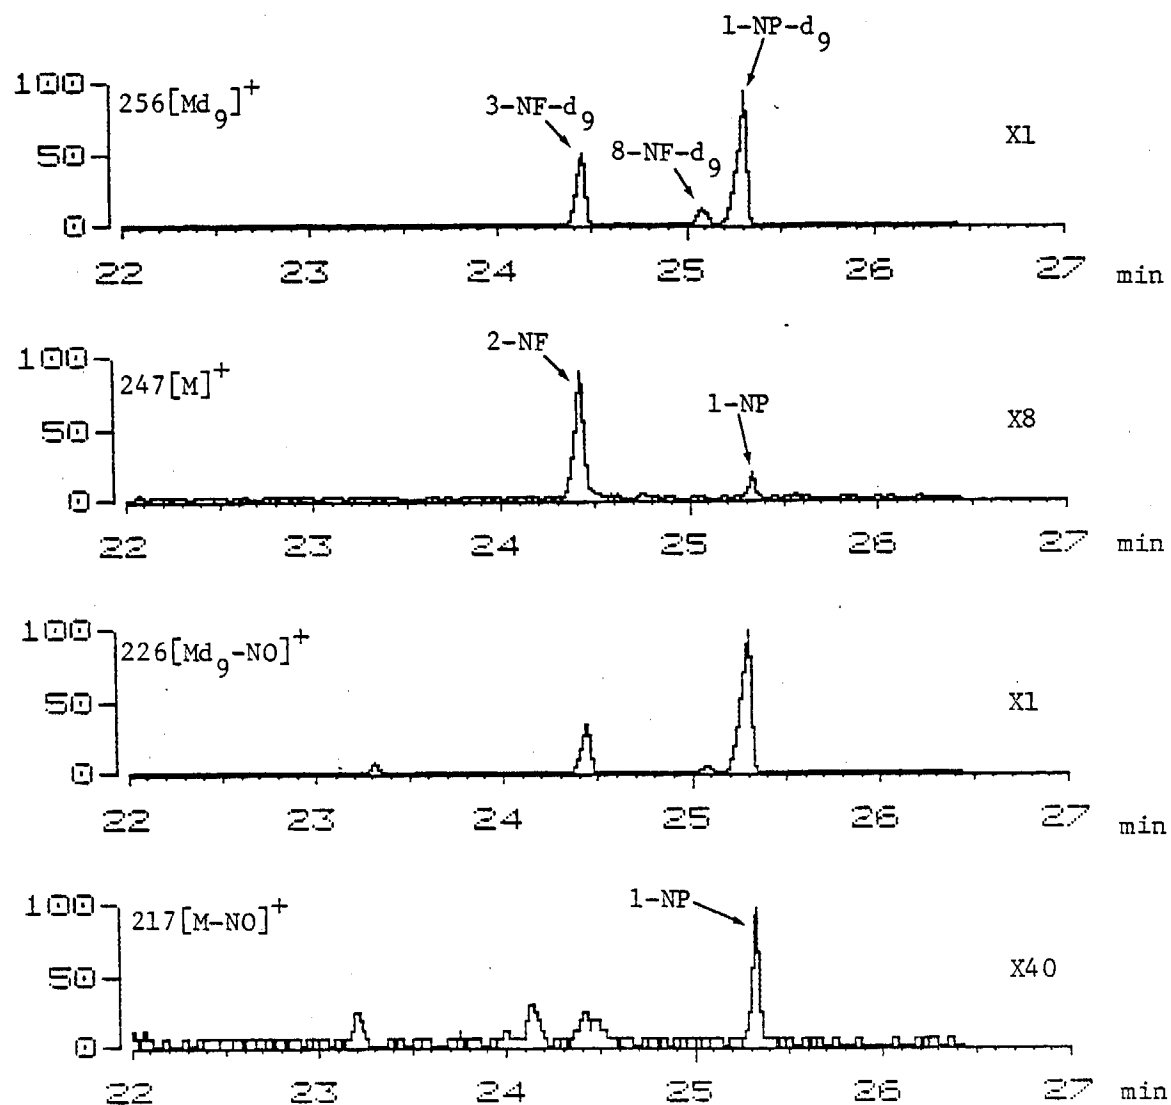 1-NP-d9
100
256[Md9]+
3-NF-d9
X1
50
8-NF-d9
0
22 23 24 25 26 27 min
2-NF
100
247[M]+
1-NP
X8
50
0
22 23 24 25 26 27 min
100
226[Md9-NO]+
50
X1
0
22 23 24 25 26 27 min
100
217[M-NO]+
1-NP
50
X40
0
22 23 24 25 26 27 min